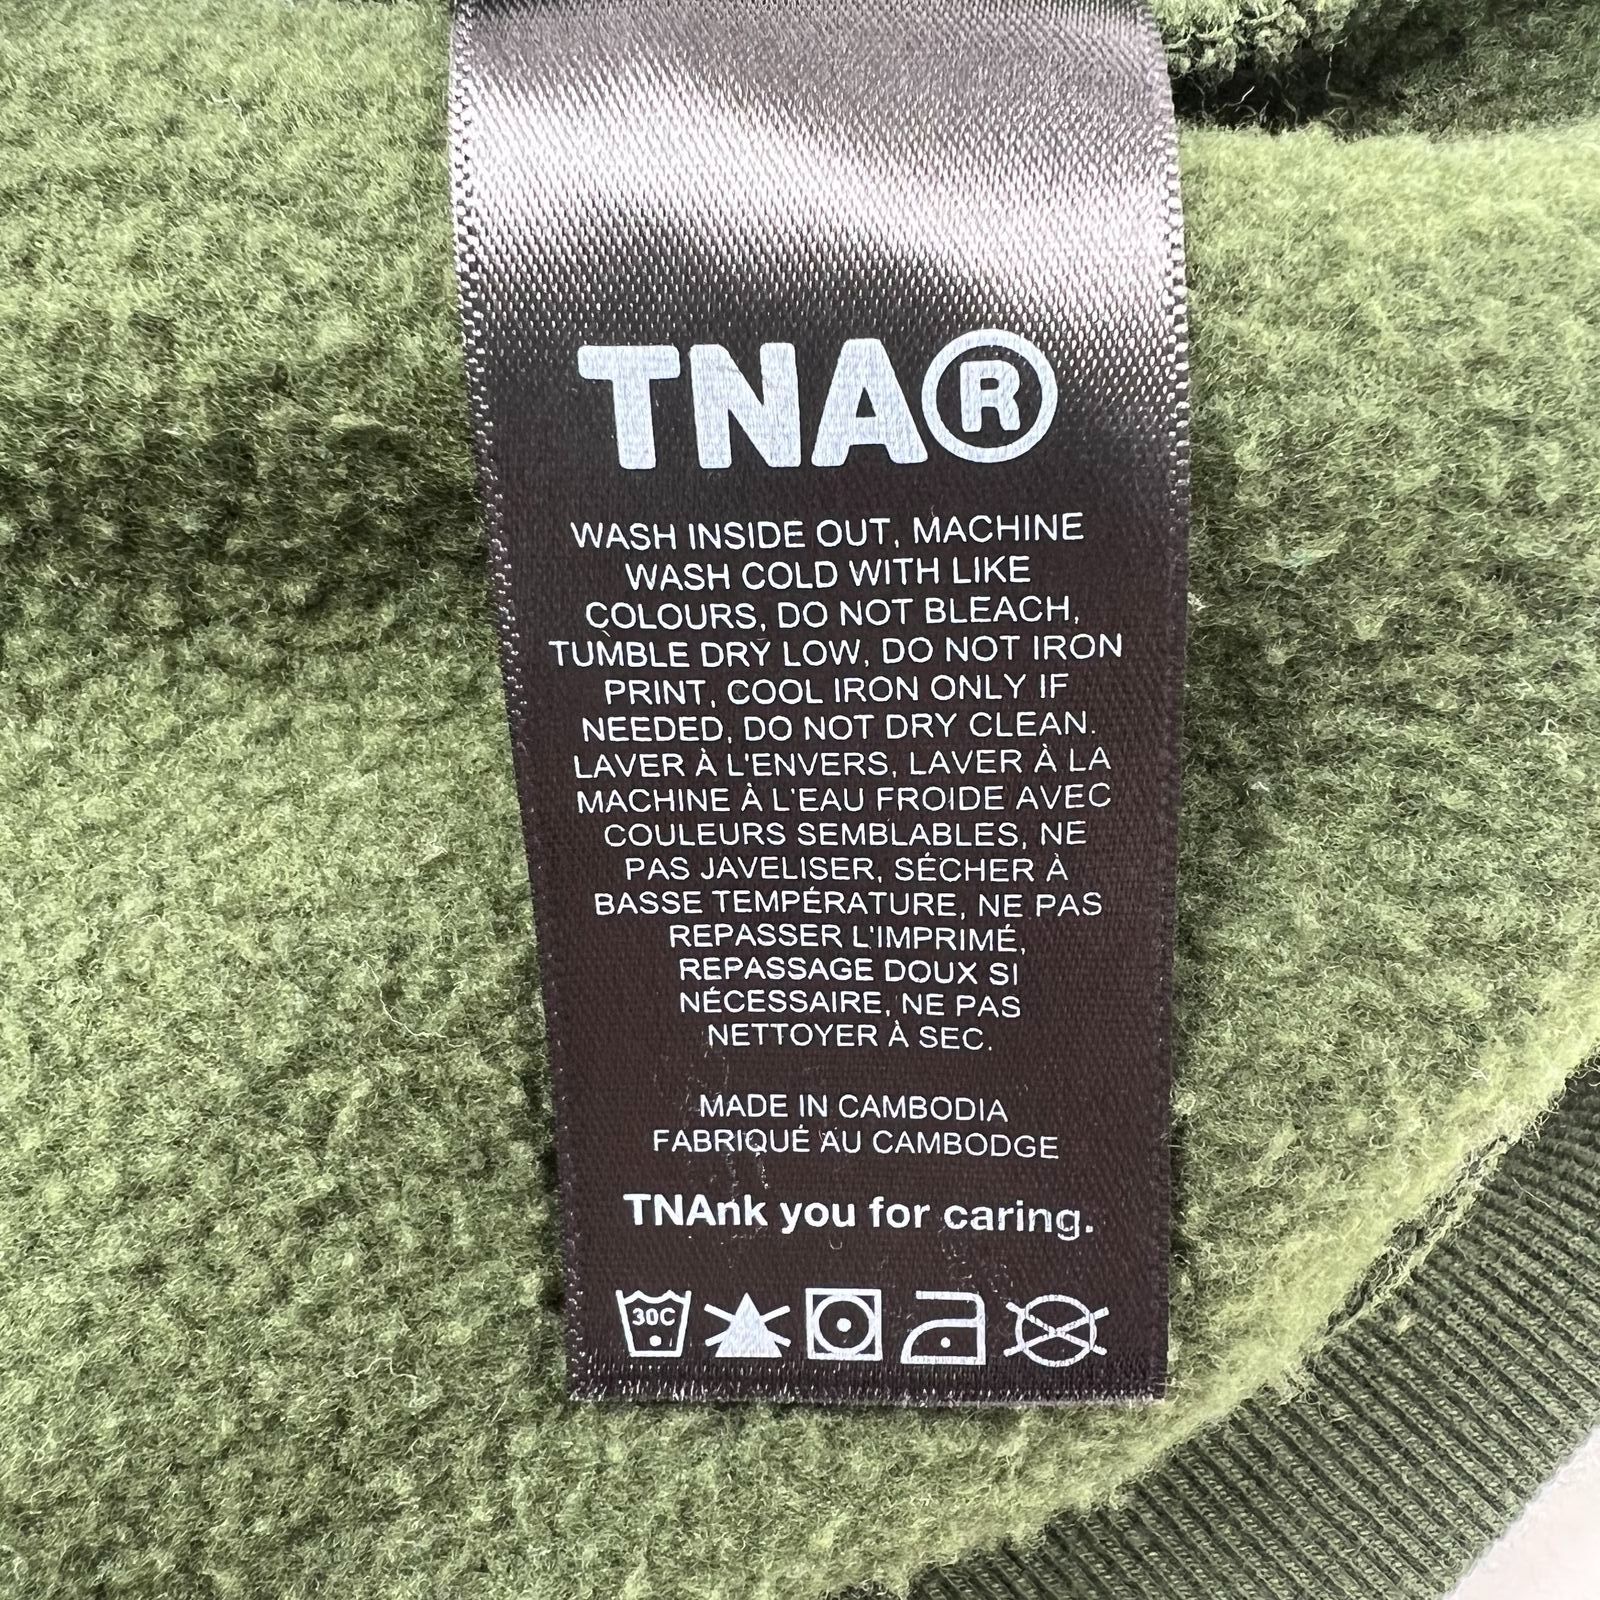 TNA®
WASH INSIDE OUT, MACHINE
WASH COLD WITH LIKE
COLOURS, DO NOT BLEACH,
TUMBLE DRY LOW, DO NOT IRON
PRINT, COOL IRON ONLY IF
NEEDED, DO NOT DRY CLEAN.
LAVER À L'ENVERS, LAVER À LA
MACHINE À L'EAU FROIDE AVEC
COULEURS SEMBLABLES, NE
PAS JAVELISER, SÉCHER À
BASSE TEMPÉRATURE, NE PAS
REPASSER L'IMPRIMÉ,
REPASSAGE DOUX SI
NÉCESSAIRE, NE PAS
NETTOYER À SEC.
MADE IN CAMBODIA
FABRIQUÉ AU CAMBODGE
TNAnk you for caring.
30C